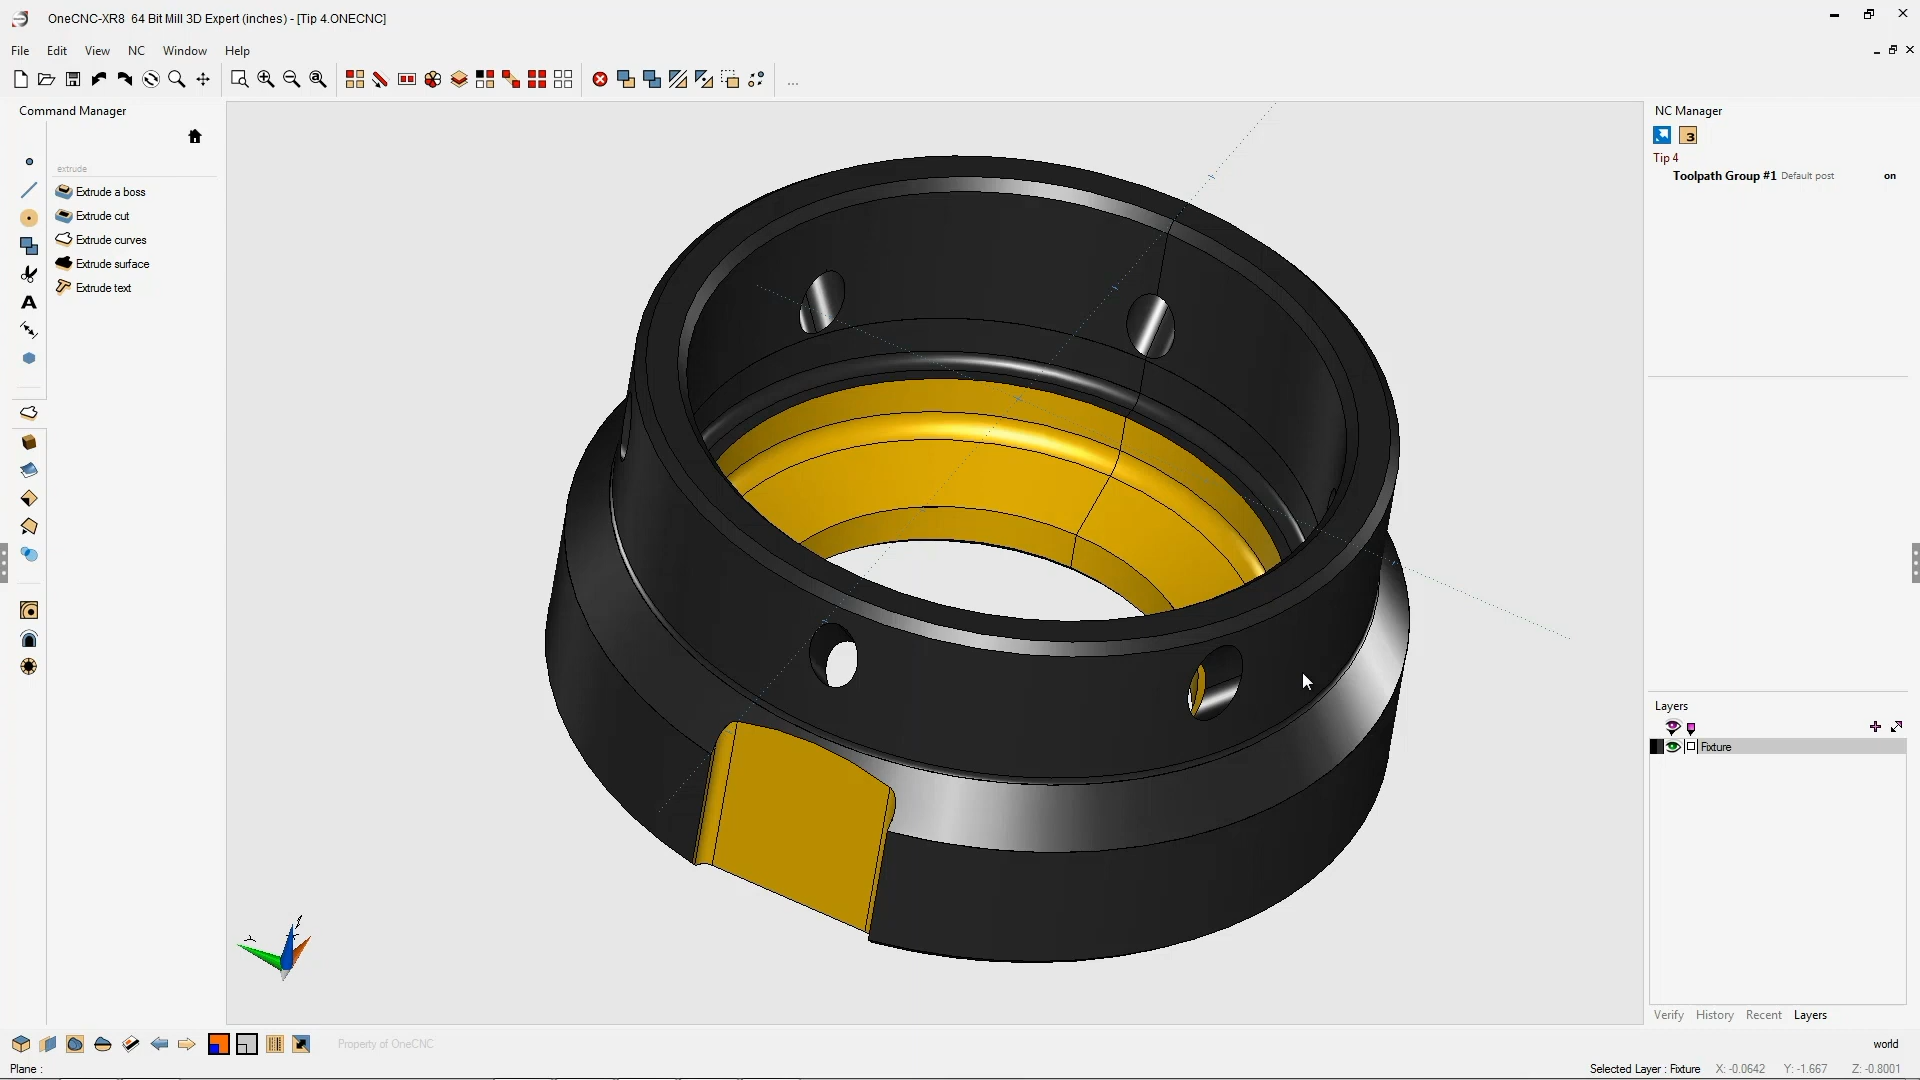 OneCNC-XR8 64 Bit Mill 3D Expert (inches) - [Tip 4.ONECNC]
File Edit View NC Window Help
...
Command Manager
extrude
Extrude a boss
Extrude cut
Extrude curves
Extrude surface
Extrude text
NC Manager
3
Tip 4
Toolpath Group #1 Default post on
Layers
Fixture
Verify History Recent Layers
Property of OneCNC
world
Plane :
Selected Layer : Fixture X: -0.0642 Y: -1.667 Z: -0.8001